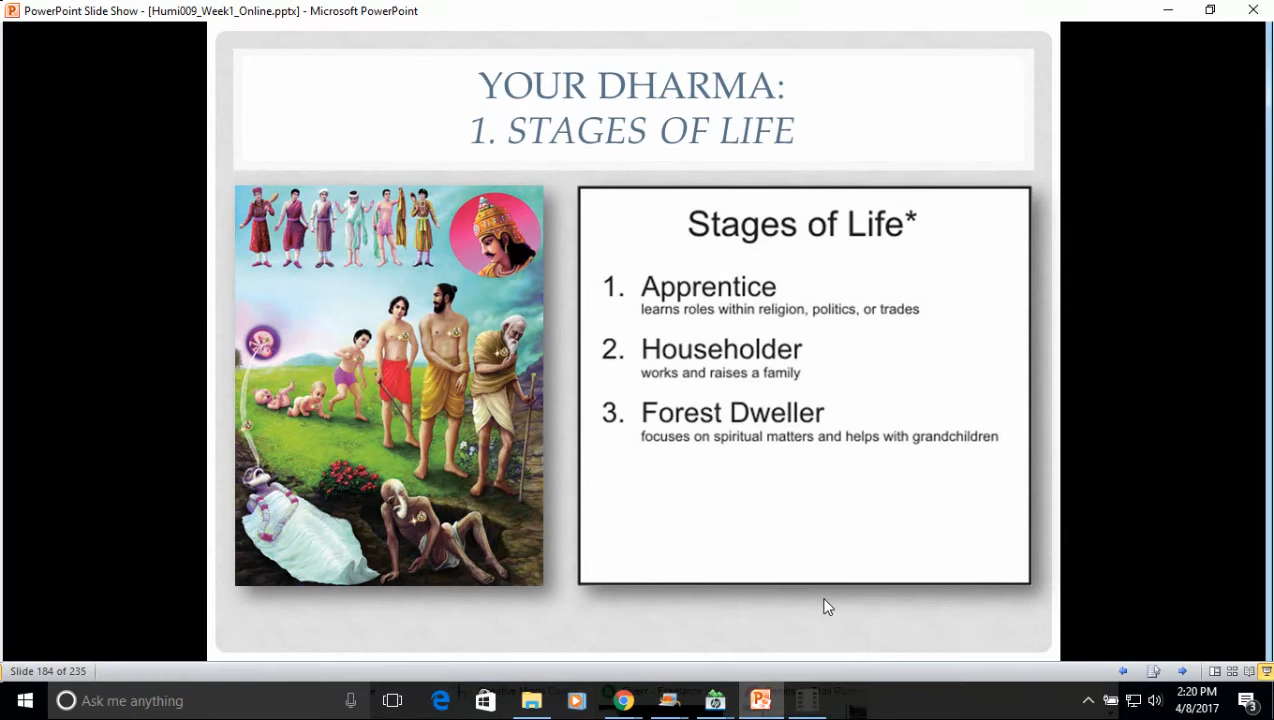 PowerPoint Slide Show - [Humi009_Week1_Online.pptx] - Microsoft PowerPoint
YOUR DHARMA:
1. STAGES OF LIFE
Stages of Life*
1. Apprentice
learns roles within religion, politics, or trades
2. Householder
works and raises a family
3. Forest Dweller
focuses on spiritual matters and helps with grandchildren
Slide 184 of 235
Ask me anything
2:20 PM
4/8/2017
3